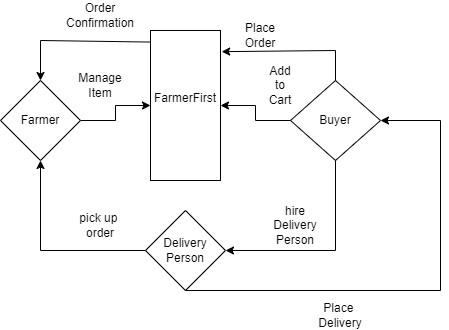 Order
Confirmation
Place
Order
Manage
Item
FarmerFirst
Add
to
Cart
Farmer
Buyer
pick up
order
Delivery
Person
hire
Delivery
Person
Place
Delivery